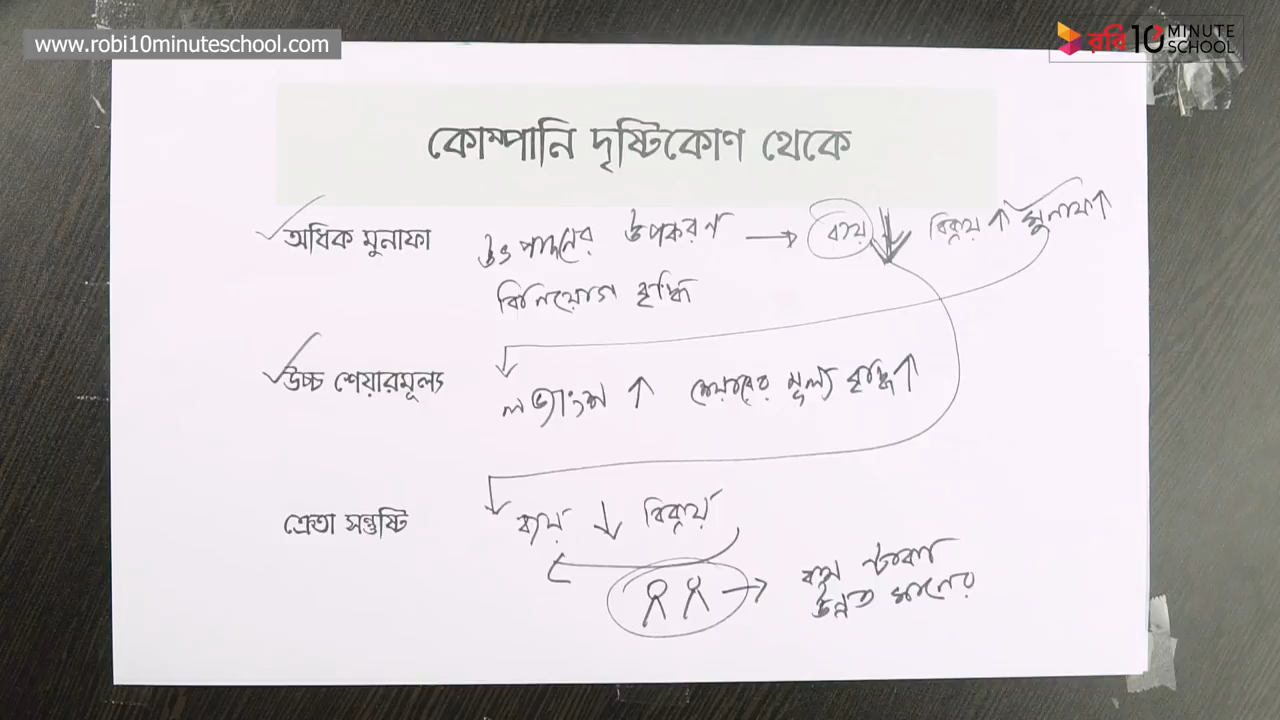 www.robi10minuteschool.com
রবি 10 MINUTE SCHOOL
কোম্পানি দৃষ্টিকোণ থেকে
অধিক মুনাফা উৎপাদনের উপকরণ → ব্যয় ↓ বিক্রয় ↑ মুনাফা ↑
বিনিয়োগ বৃদ্ধি
উচ্চ শেয়ারমূল্য লভ্যাংশ ↑ শেয়ারের মূল্য বৃদ্ধি ↑
ক্রেতা সন্তুষ্টি ব্যয় ↓ বিক্রয়
→ কম টাকা
উন্নত মানের